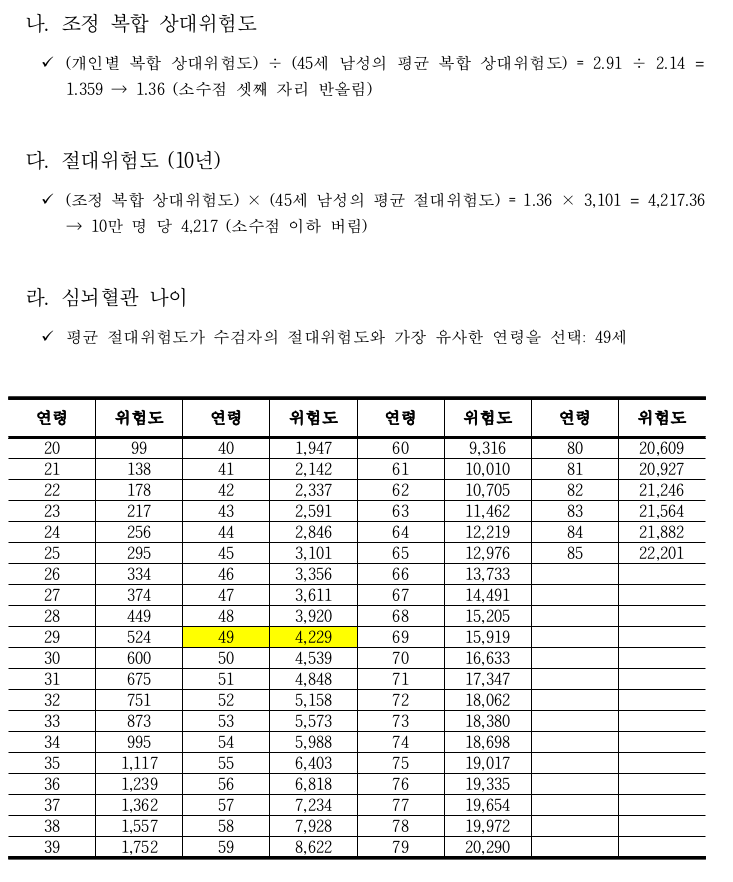 나. 조정 복합 상대위험도
✓ (개인별 복합 상대위험도) ÷ (45세 남성의 평균 복합 상대위험도) = 2.91 ÷ 2.14 =
1.359 → 1.36 (소수점 셋째 자리 반올림)
다. 절대위험도 (10년)
✓ (조정 복합 상대위험도) × (45세 남성의 평균 절대위험도) = 1.36 × 3,101 = 4,217.36
→ 10만 명 당 4,217 (소수점 이하 버림)
라. 심뇌혈관 나이
✓ 평균 절대위험도가 수검자의 절대위험도와 가장 유사한 연령을 선택: 49세
연령 위험도 연령 위험도 연령 위험도 연령 위험도
20 99 40 1,947 60 9,316 80 20,609
21 138 41 2,142 61 10,010 81 20,927
22 178 42 2,337 62 10,705 82 21,246
23 217 43 2,591 63 11,462 83 21,564
24 256 44 2,846 64 12,219 84 21,882
25 295 45 3,101 65 12,976 85 22,201
26 334 46 3,356 66 13,733
27 374 47 3,611 67 14,491
28 449 48 3,920 68 15,205
29 524 49 4,229 69 15,919
30 600 50 4,539 70 16,633
31 675 51 4,848 71 17,347
32 751 52 5,158 72 18,062
33 873 53 5,573 73 18,380
34 995 54 5,988 74 18,698
35 1,117 55 6,403 75 19,017
36 1,239 56 6,818 76 19,335
37 1,362 57 7,234 77 19,654
38 1,557 58 7,928 78 19,972
39 1,752 59 8,622 79 20,290